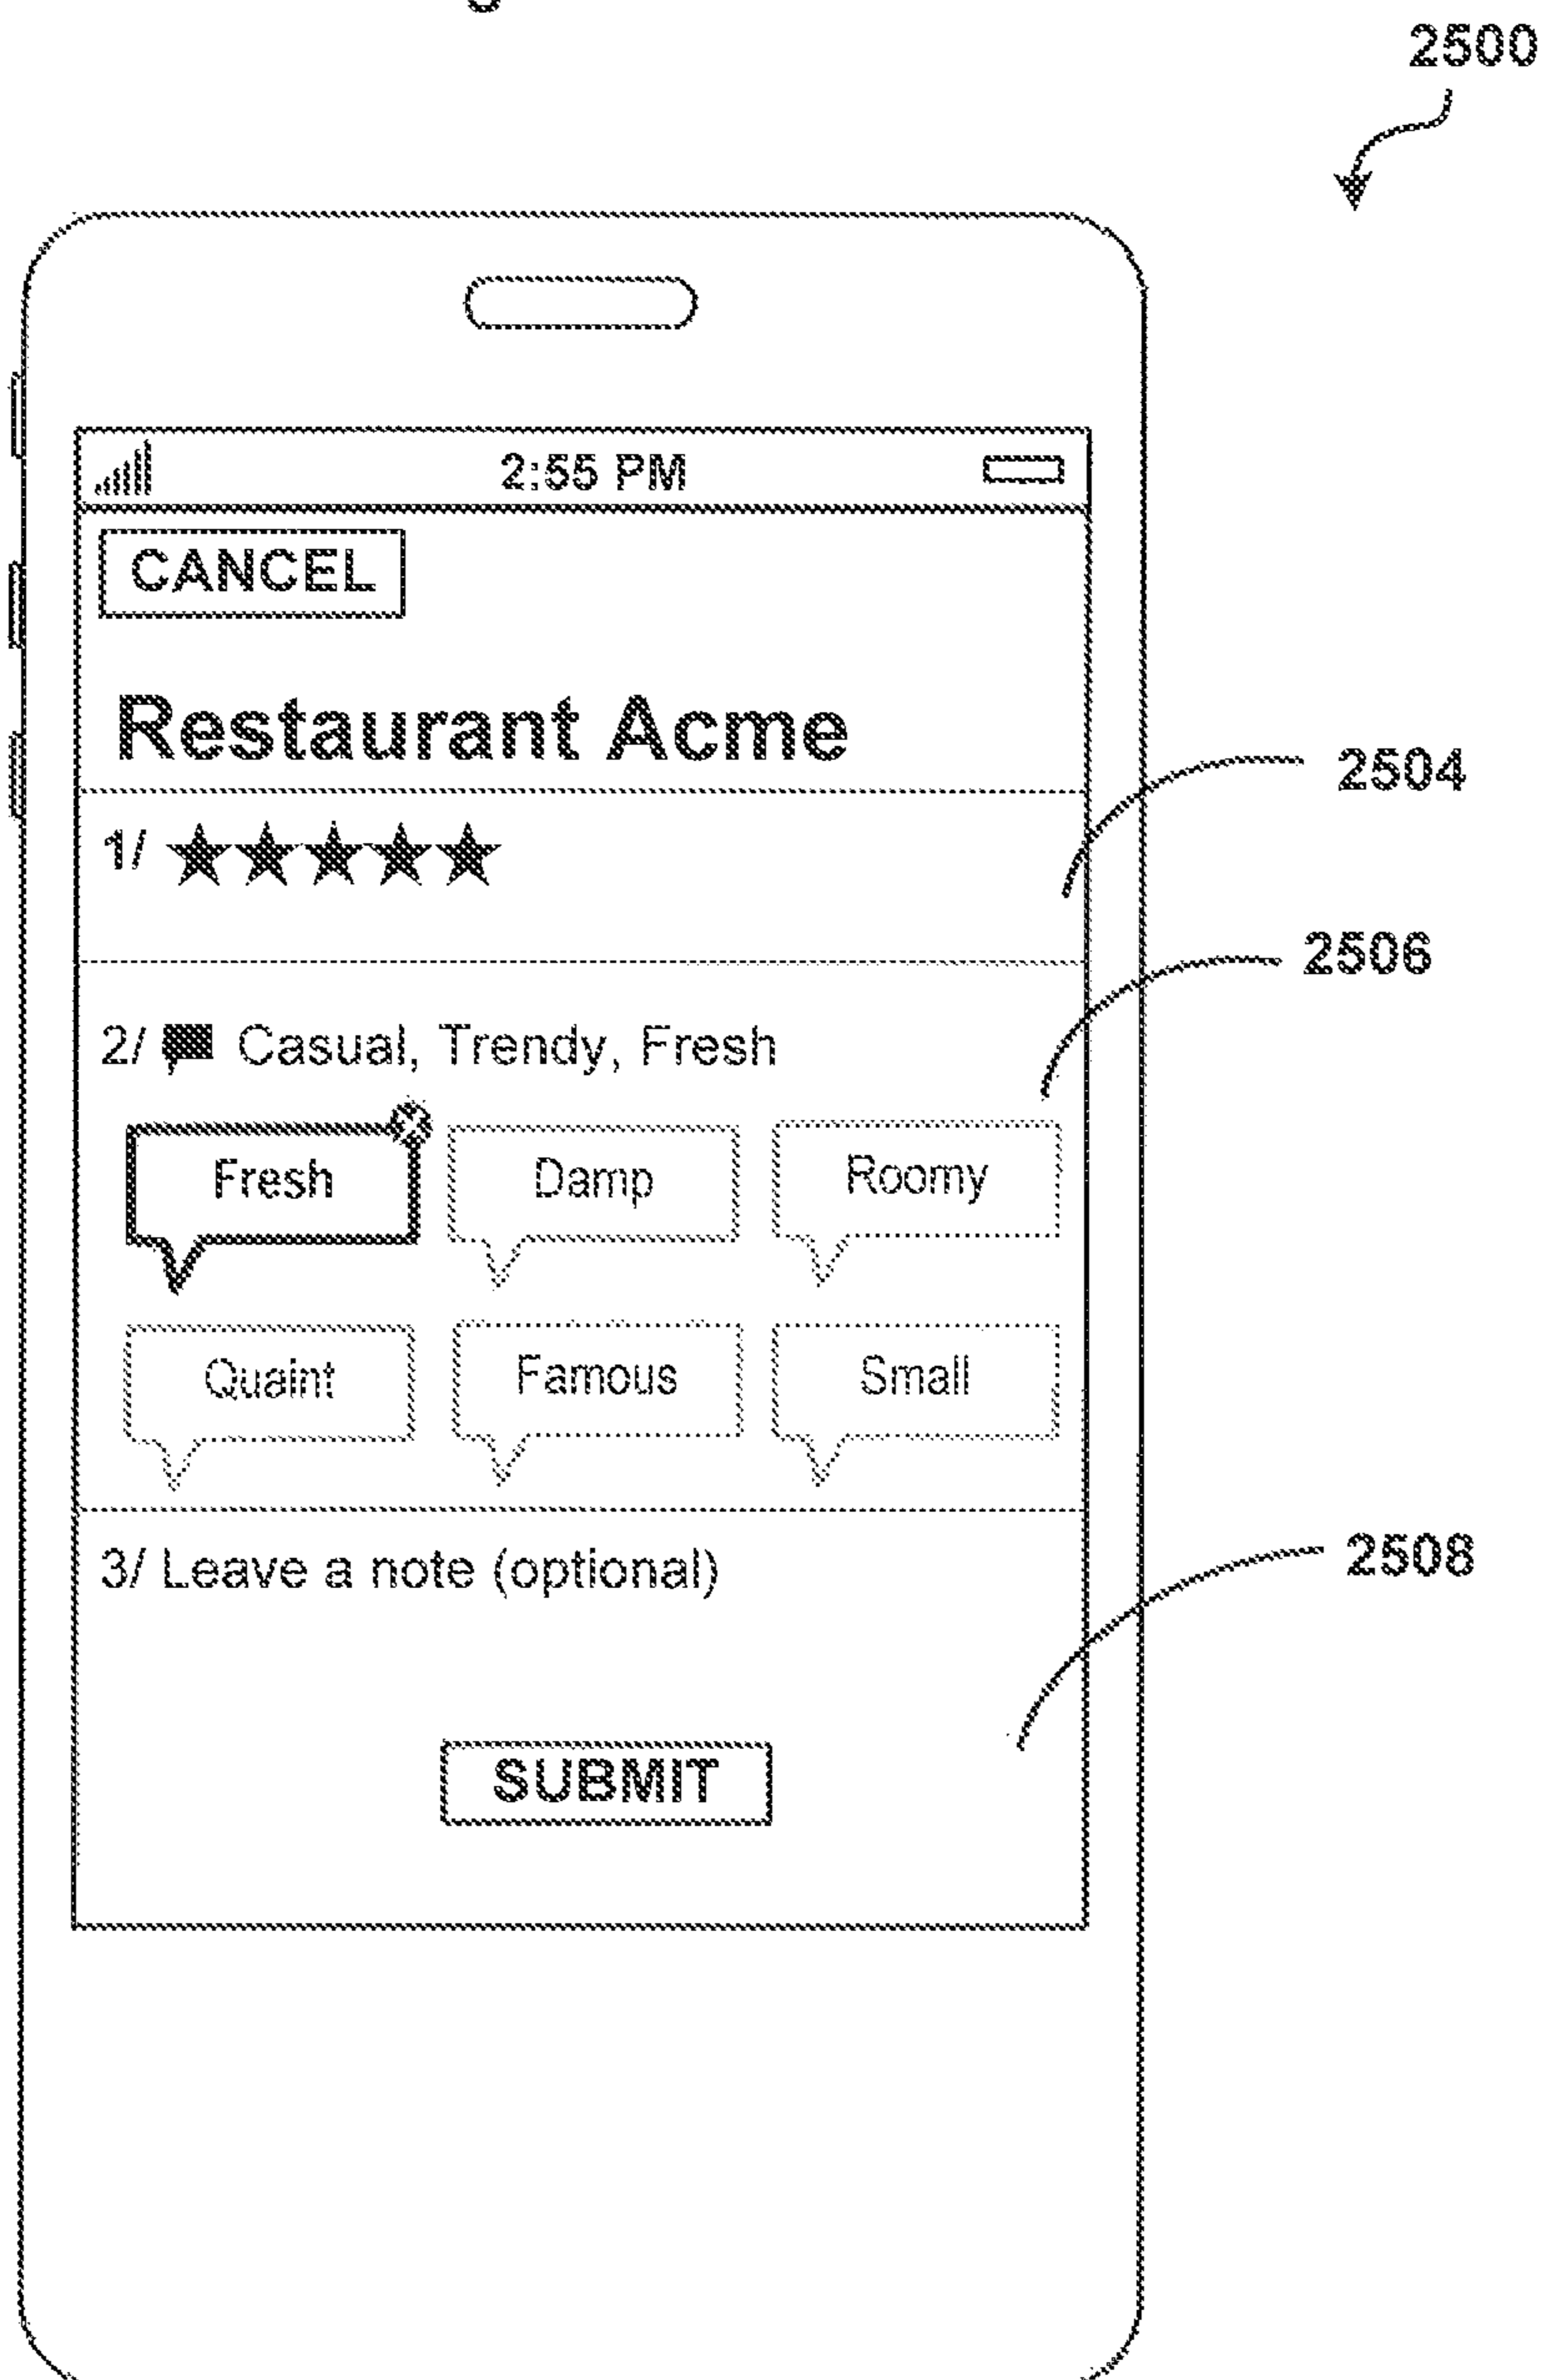 2500
2:55 PM
CANCEL
Restaurant Acme
2504
1/ ★★★★★
2506
2/ Casual, Trendy, Fresh
Fresh Damp Roomy
Quaint Famous Small
3/ Leave a note (optional)
2508
SUBMIT